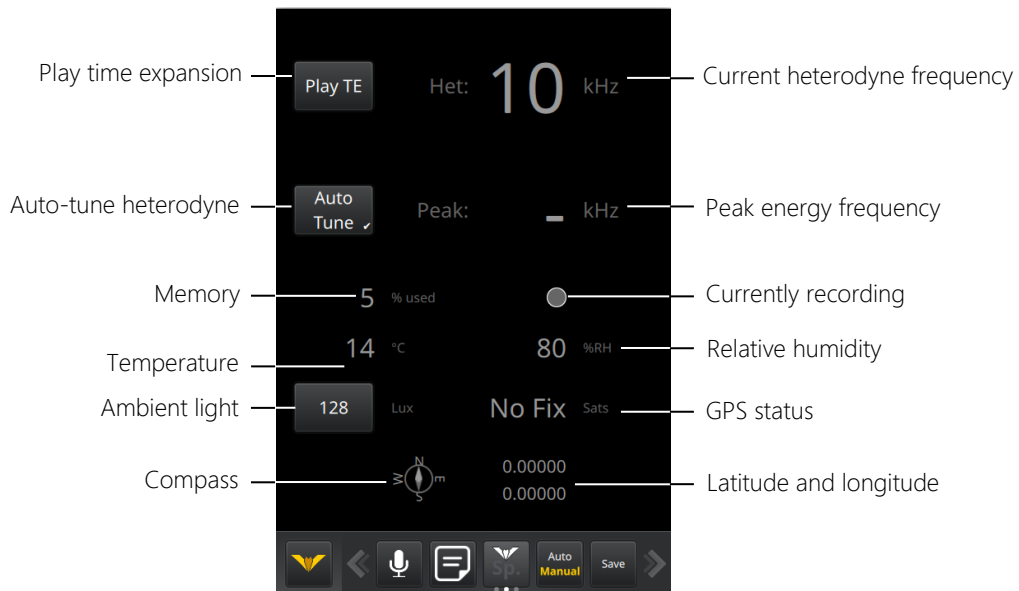 Play time expansion
Play TE
Het:
10
kHz
Current heterodyne frequency
Auto-tune heterodyne
Auto
Tune
Peak:
-
kHz
Peak energy frequency
Memory
5
% used
Currently recording
Temperature
14
°C
80
%RH
Relative humidity
Ambient light
128
Lux
No Fix
Sats
GPS status
Compass
N
W
E
S
0.00000
0.00000
Latitude and longitude
Sp.
Auto
Manual
Save